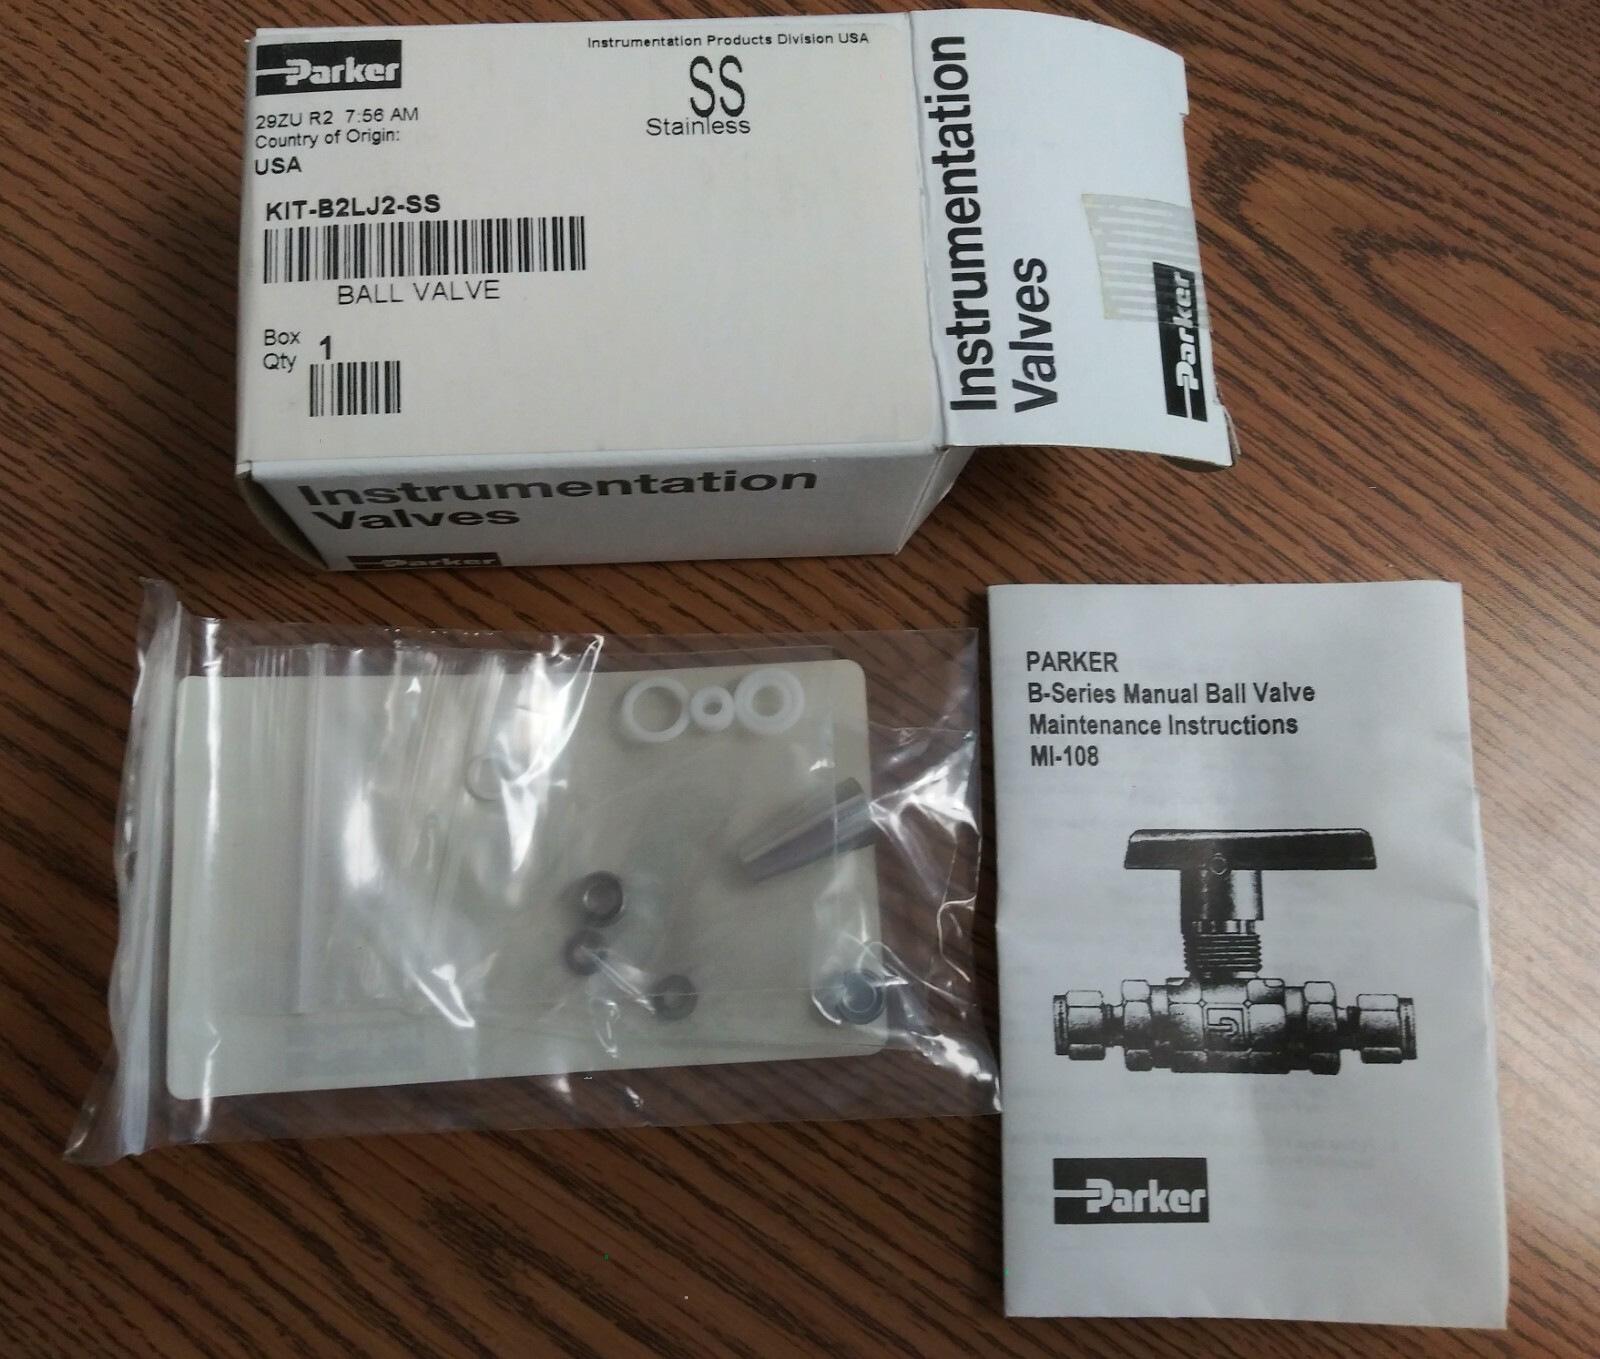 Parker
Instrumentation Products Division USA
SS
Stainless
29ZU R2 7:56 AM
Country of Origin:
USA
KIT-B2LJ2-SS
BALL VALVE
Box
Qty
1
Instrumentation
Valves
Parker
Instrumentation
Valves
Parker
PARKER
B-Series Manual Ball Valve
Maintenance Instructions
MI-108
Parker